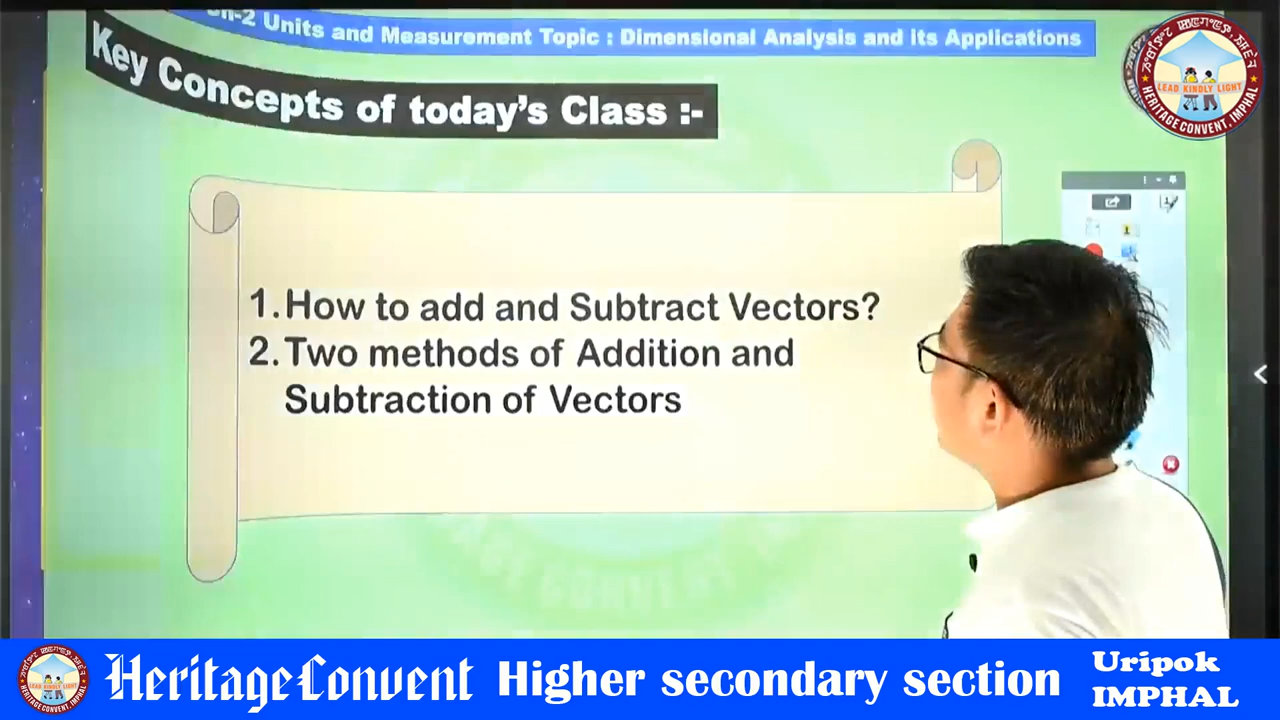 Units and Measurement Topic : Dimensional Analysis and Its Applications
Key Concepts of today's Class :-
1. How to add and Subtract Vectors?
2. Two methods of Addition and
Subtraction of Vectors
LEAD KINDLY LIGHT
HERITAGE CONVENT, IMPHAL
Heritage Convent Higher secondary section
Uripok
IMPHAL